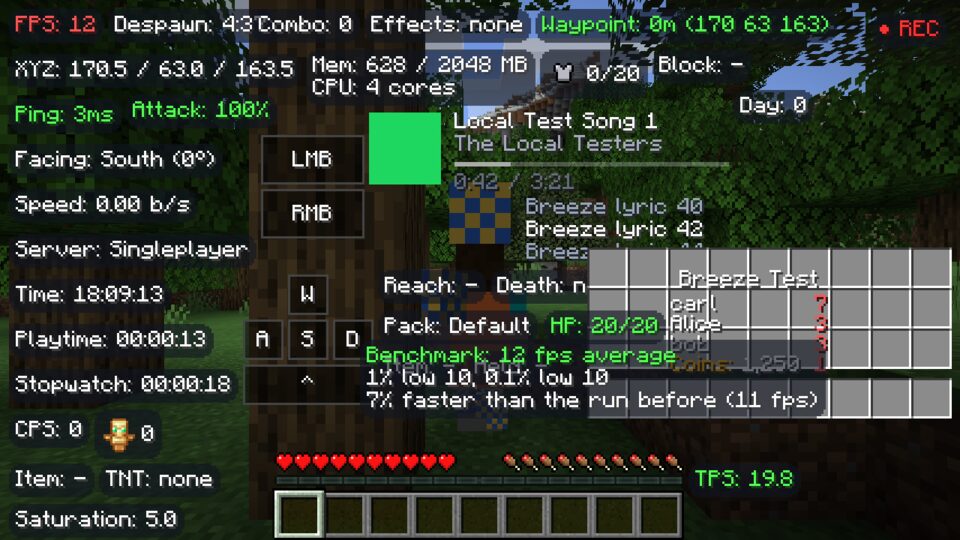 FPS: 12
Despawn: 4:3
Combo: 0
Effects: none
Waypoint: 0m (170 63 163)
● REC
XYZ: 170.5 / 63.0 / 163.5
Mem: 628 / 2048 MB
CPU: 4 cores
0/20
Block: -
Day: 0
Ping: 3ms
Attack: 100%
Local Test Song 1
The Local Testers
0:42 / 3:21
Facing: South (0°)
LMB
Speed: 0.00 b/s
RMB
Breeze lyric 40
Breeze lyric 42
Breeze
Server: Singleplayer
Breeze Test
Time: 18:09:13
W
Reach: -
Death: n
carl 7
Alice 3
bob 3
Coins: 1,250 1
Playtime: 00:00:13
A S D
Pack: Default
HP: 20/20
Benchmark: 12 fps average
1% low 10, 0.1% low 10
7% faster than the run before (11 fps)
Stopwatch: 00:00:18
^
CPS: 0
0
Item: -
TNT: none
TPS: 19.8
Saturation: 5.0